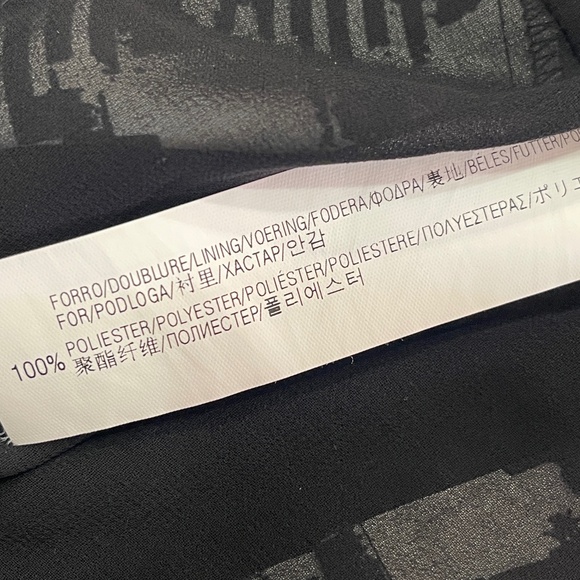 FORRO/DOUBLURE/LINING/VOERING/FODERA/ΦΟΔΡΑ/裏地/BÉLÉS/FUTTER/PO
FOR/PODLOGA/衬里/ХАСТАР/안감
100% POLIESTER/POLYESTER/POLIÉSTER/POLIESTERE/ΠΟΛΥΕΣΤΕΡΑΣ/ポリエ
聚酯纤维/ПОЛИЕСТЕР/폴리에스터